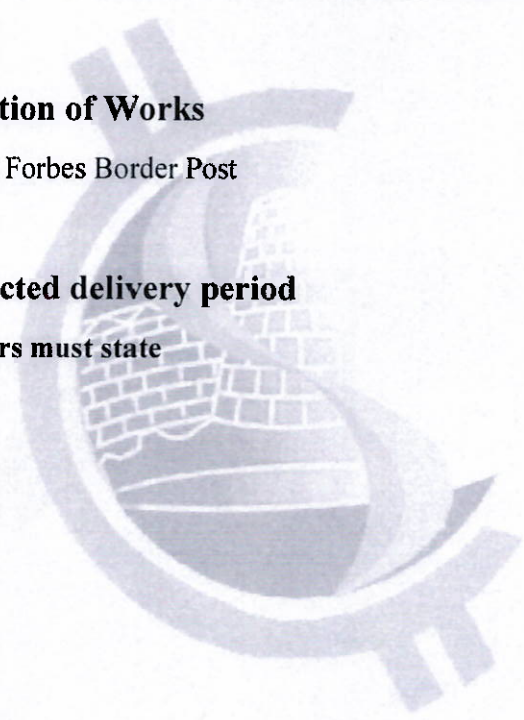 tion of Works
Forbes Border Post
cted delivery period
rs must state